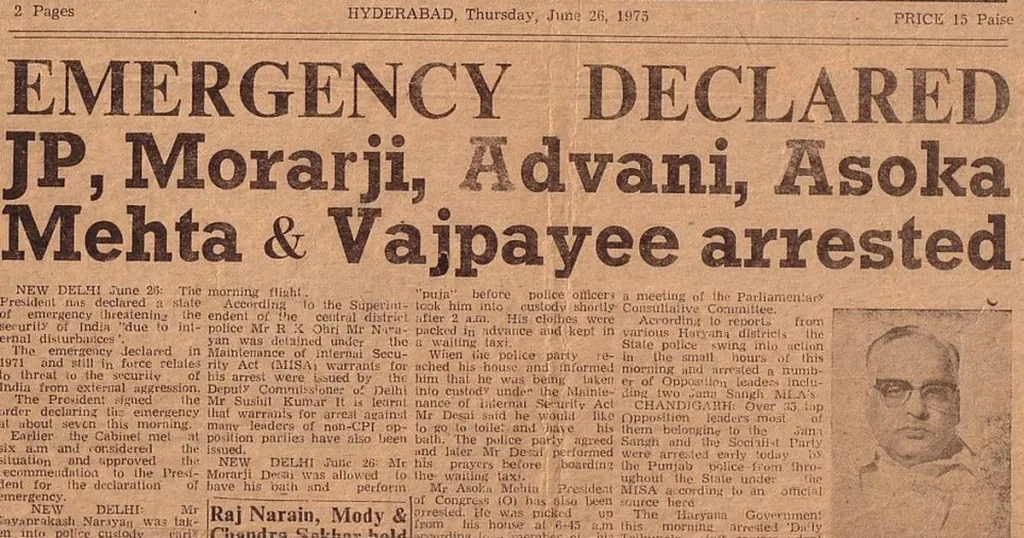 2 Pages
HYDERABAD, Thursday, June 26, 1975
PRICE 15 Paise
EMERGENCY DECLARED
JP, Morarji, Advani, Asoka
Mehta & Vajpayee arrested
NEW DELHI June 26: The
President has declared a state
of emergency threatening the
security of India "due to int-
ernal disturbances".
The emergency declared in
1971 and still in force relates
to threat to the security of
India from external aggression.
The President signed the
order declaring the emergency
at about seven this morning.
Earlier the Cabinet met at
six a.m and considered the
situation and approved the
recommendation to the Presi-
dent for the declaration of
emergency.
NEW DELHI: Mr
Jayaprakash Narayan was tak-
en into police custody early
morning flight.
According to the Superint-
endent of the central district
police Mr R K Ohri Mr Nara-
yan was detained under the
Maintenance of Internal Secu-
rity Act (MISA) warrants for
his arrest were issued by the
Deputy Commissioner of Delhi
Mr Sushil Kumar It is learnt
that warrants for arrest against
many leaders of non-CPI op-
position parties have also been
issued.
NEW DELHI June 26: Mr
Morarji Desai was allowed to
have his bath and perform
Raj Narain, Mody &
Chandra Sekhar held
"puja" before police officers
took him into custody shortly
after 2 a.m. His clothes were
packed in advance and kept in
a waiting taxi.
When the police party re-
ached his house and informed
him that he was being taken
into custody under the Mainte-
nance of Internal Security Act
Mr Desai said he would like
to go to toilet and have his
bath. The police party agreed
and later Mr Desai performed
his prayers before boarding
the waiting taxi.
Mr Asoka Mehta President
of Congress (O) has also been
arrested. He was picked up
from his house at 6-45 a.m
according to a member of his
a meeting of the Parliamentary
Consultative Committee.
According to reports from
various Haryana districts the
State police swing into action
in the small hours of this
morning and arrested a numb-
er of Opposition leaders inclu-
ding two Jana Sangh MLA's
CHANDIGARH: Over 35 top
Opposition leaders most of
them belonging to the Jana
Sangh and the Socialist Party
were arrested early today by
the Punjab police from thro-
ughout the State under the
MISA according to an official
source here
The Haryana Government
this morning arrested 'Daily